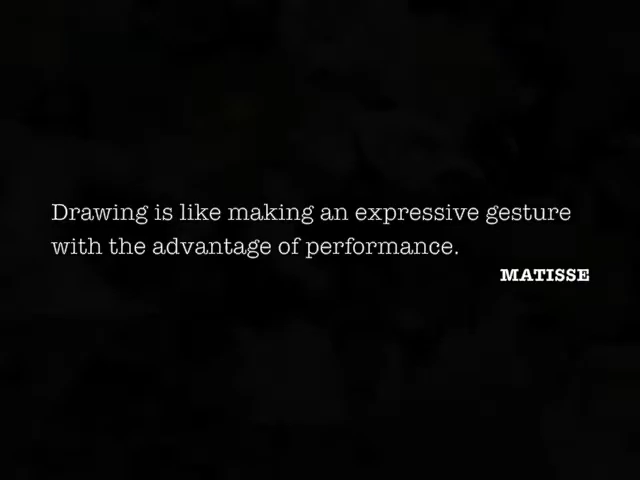 Drawing is like making an expressive gesture
with the advantage of performance.
MATISSE